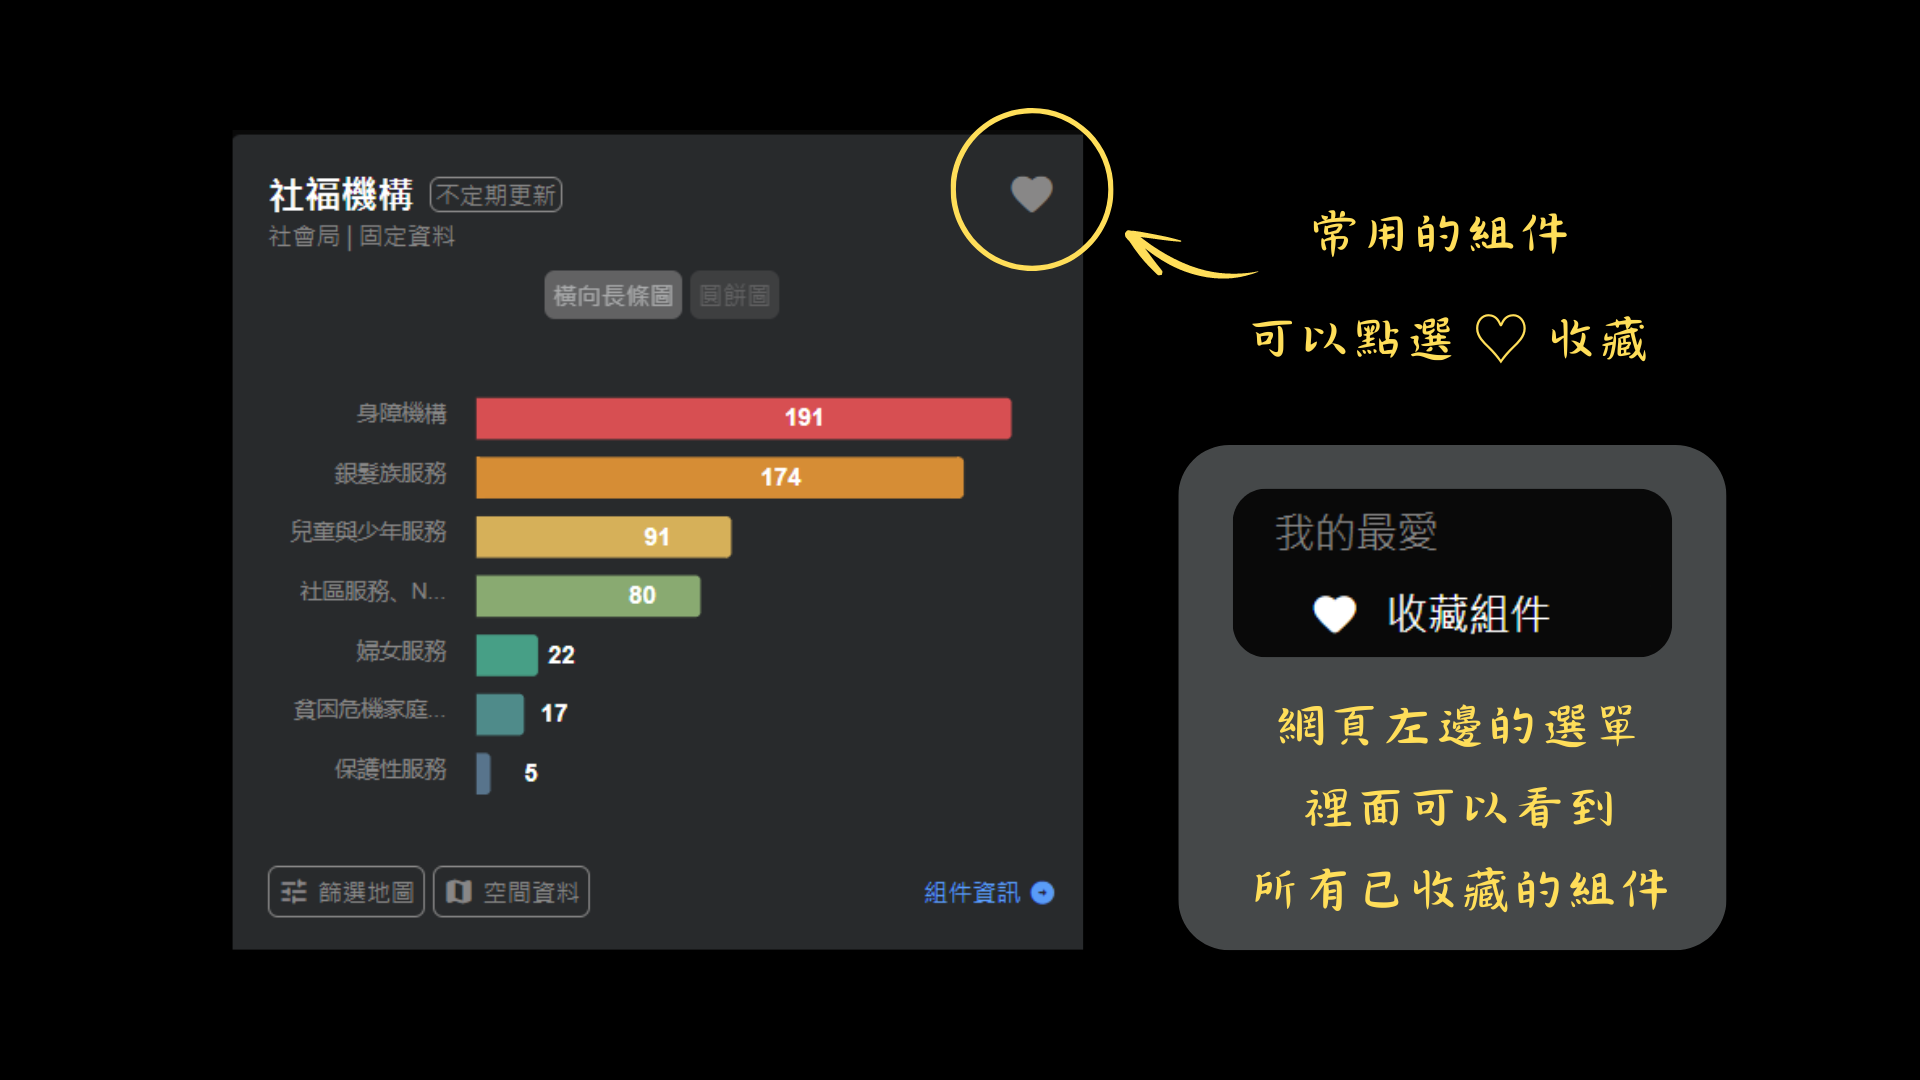 社福機構 不定期更新
社會局 | 固定資料
橫向長條圖 圓餅圖
身障機構 191
銀髮族服務 174
兒童與少年服務 91
社區服務、N... 80
婦女服務 22
貧困危機家庭... 17
保護性服務 5
篩選地圖 空間資料 組件資訊
常用的組件
可以點選 ♡ 收藏
我的最愛
收藏組件
網頁左邊的選單
裡面可以看到
所有已收藏的組件